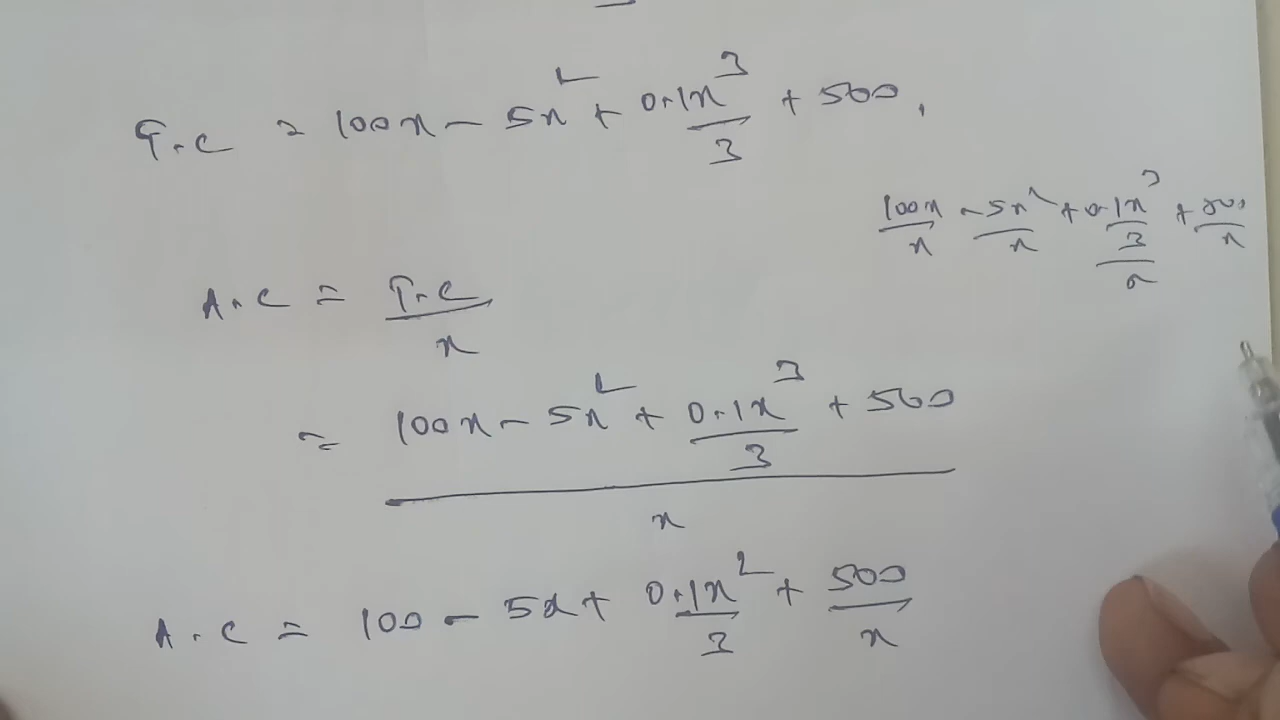 T.C = 100x - 5x² + 0.1x³/3 + 500.
100x/x - 5x²/x + 0.1x³/3/x + 500/x
A.C = T.C/x
= 100x - 5x² + 0.1x³/3 + 500
x
A.C = 100 - 5x + 0.1x²/3 + 500/x